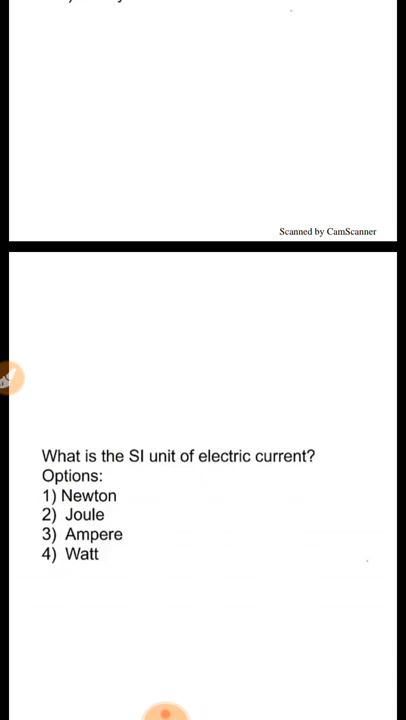 Scanned by CamScanner
What is the SI unit of electric current?
Options:
1) Newton
2) Joule
3) Ampere
4) Watt